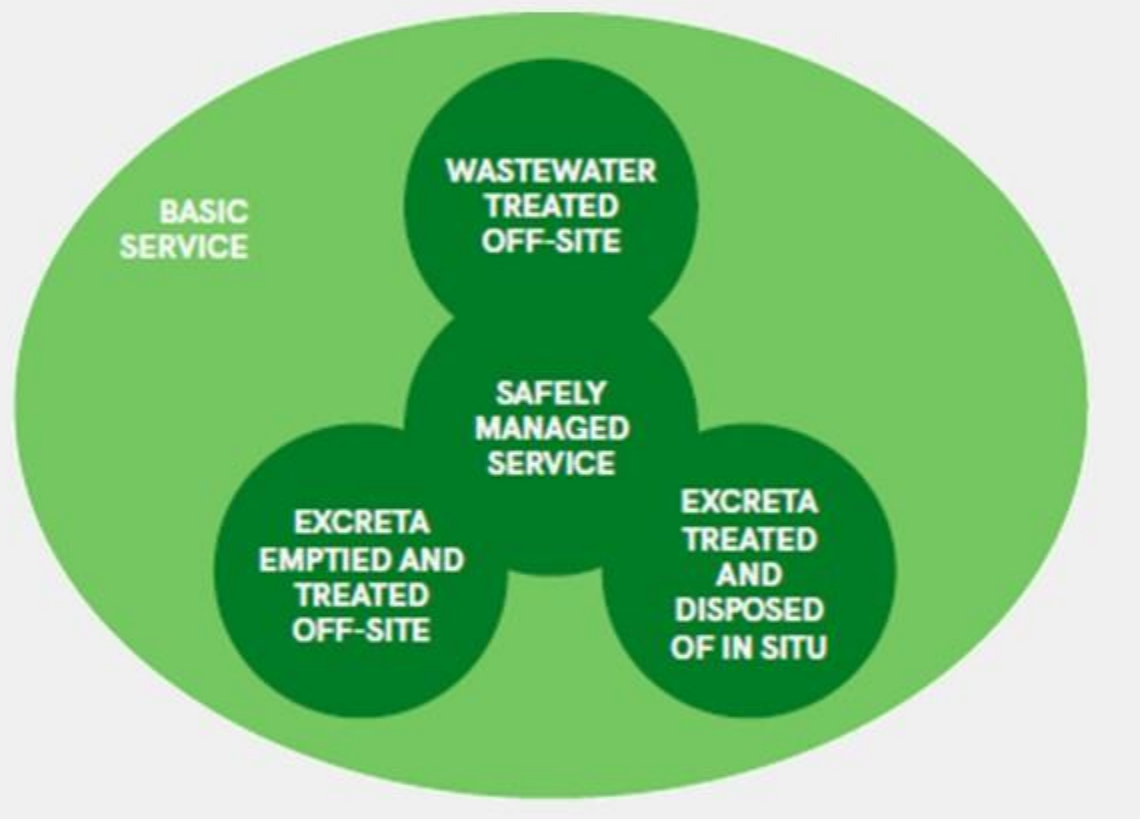 BASIC
SERVICE
WASTEWATER
TREATED
OFF-SITE
SAFELY
MANAGED
SERVICE
EXCRETA
EMPTIED AND
TREATED
OFF-SITE
EXCRETA
TREATED
AND
DISPOSED
OF IN SITU